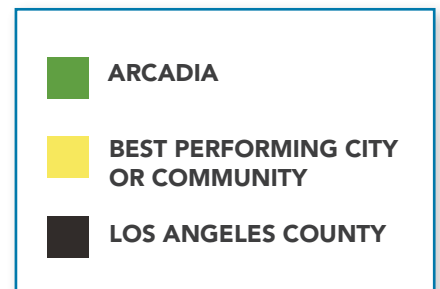 ARCADIA
BEST PERFORMING CITY
OR COMMUNITY
LOS ANGELES COUNTY